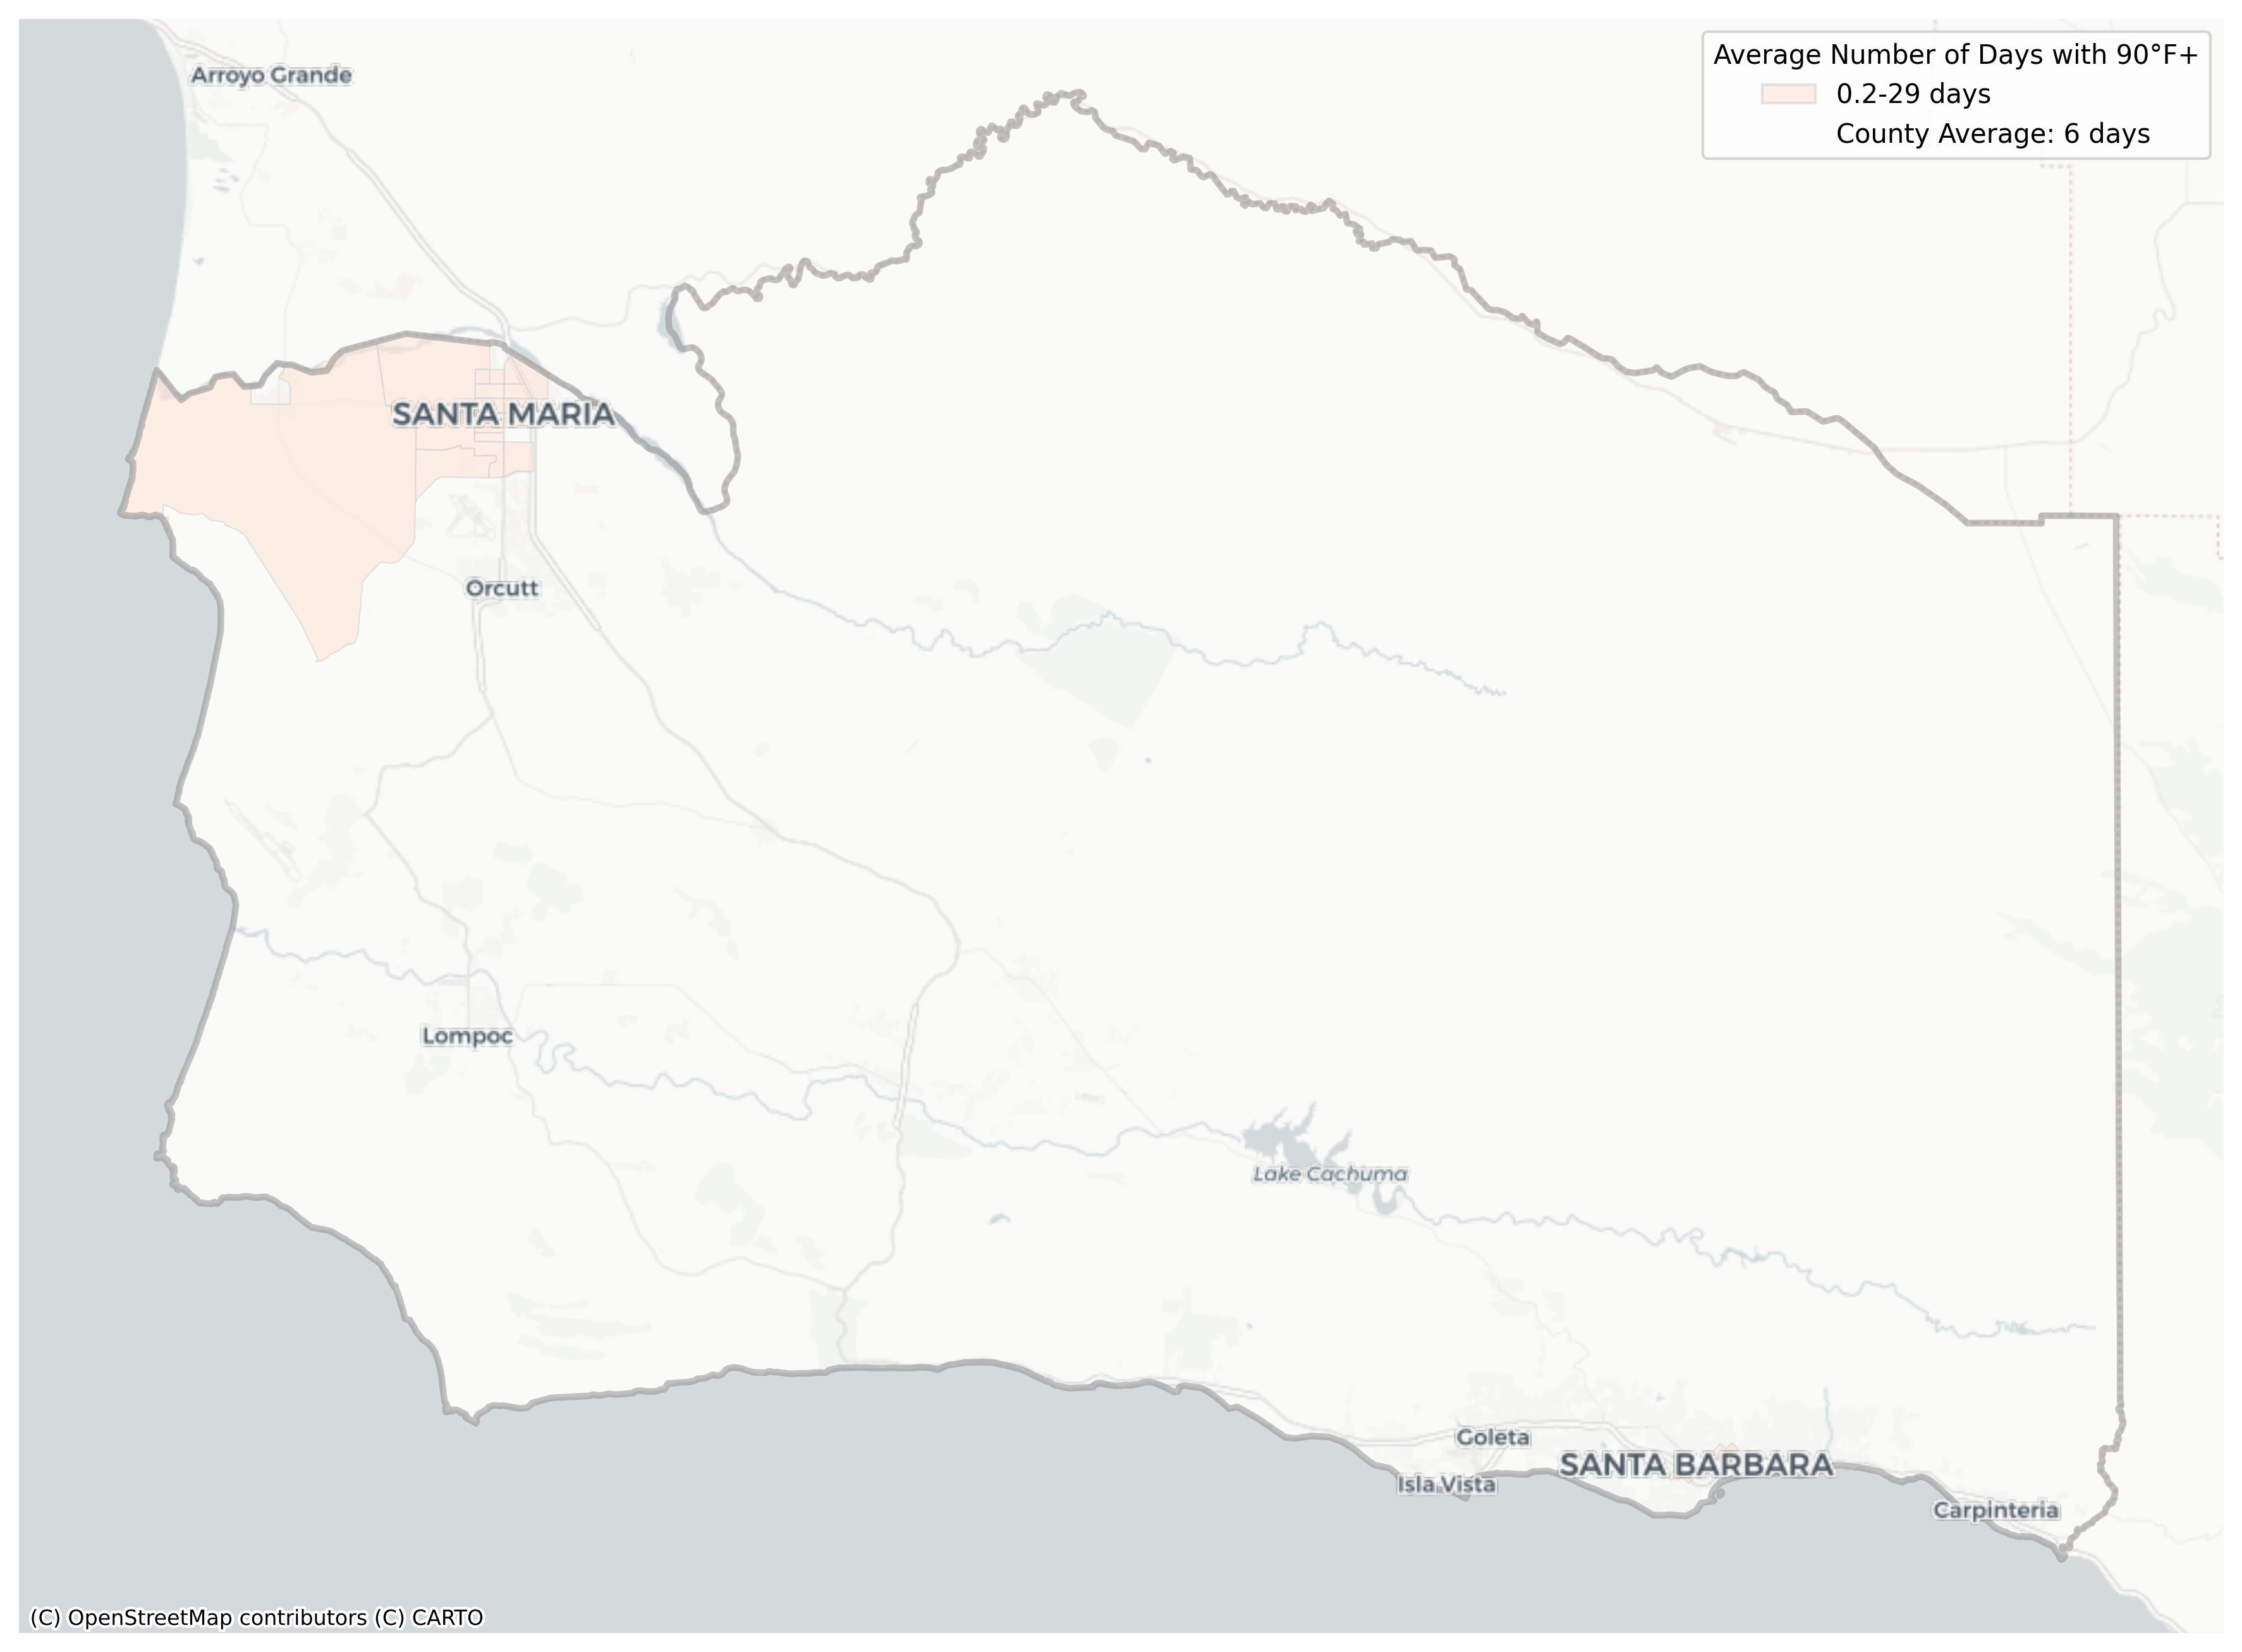 Average Number of Days with 90°F+
0.2-29 days
County Average: 6 days
Arroyo Grande
SANTA MARIA
Orcutt
Lompoc
Lake Cachuma
Goleta
SANTA BARBARA
Isla Vista
Carpinteria
(C) OpenStreetMap contributors (C) CARTO